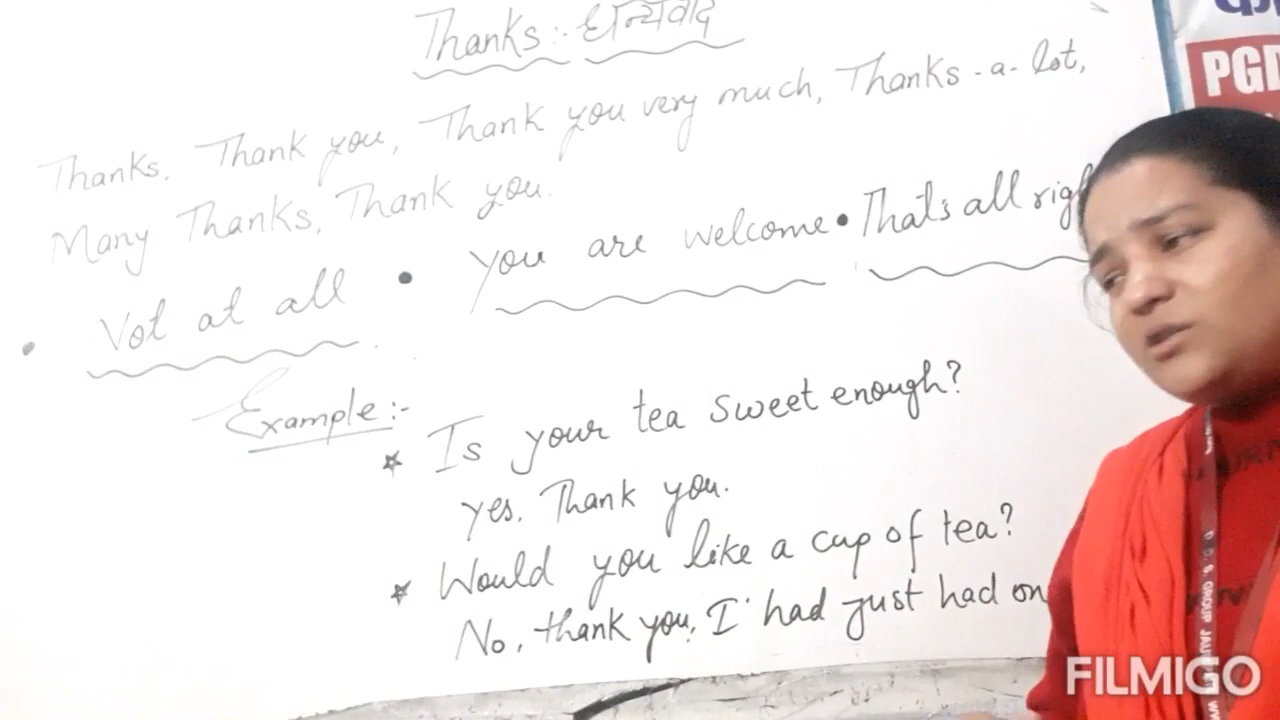 Thanks :- धन्यवाद
Thanks, Thank you, Thank you very much, Thanks-a-lot,
Many Thanks, Thank you.
• Not at all • You are welcome • That's all
Example :-
* Is your tea sweet enough?
Yes, Thank you.
* Would you like a cup of tea?
No, thank you, I had just had
PGD
FILMIGO